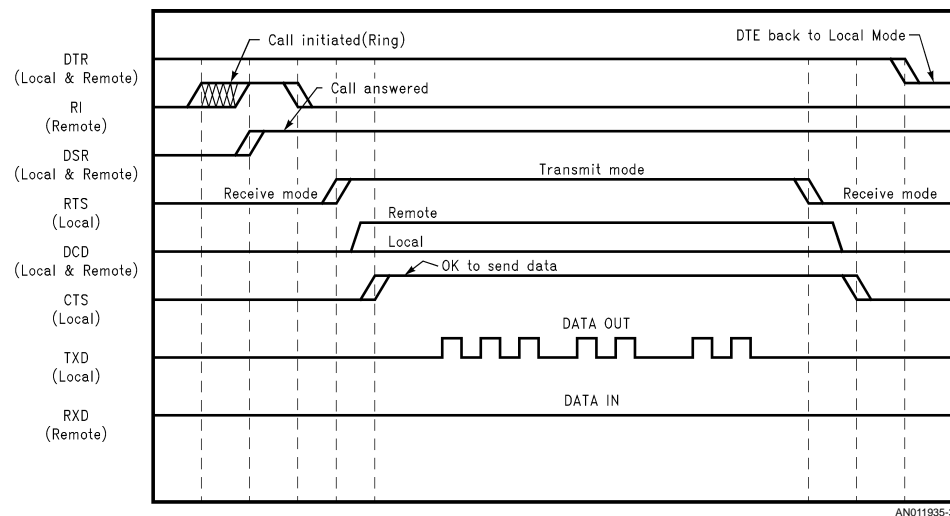 DTR
(Local & Remote)
Call initiated(Ring)
DTE back to Local Mode
RI
(Remote)
Call answered
DSR
(Local & Remote)
Receive mode
Transmit mode
Receive mode
RTS
(Local)
Remote
Local
DCD
(Local & Remote)
OK to send data
CTS
(Local)
DATA OUT
TXD
(Local)
DATA IN
RXD
(Remote)